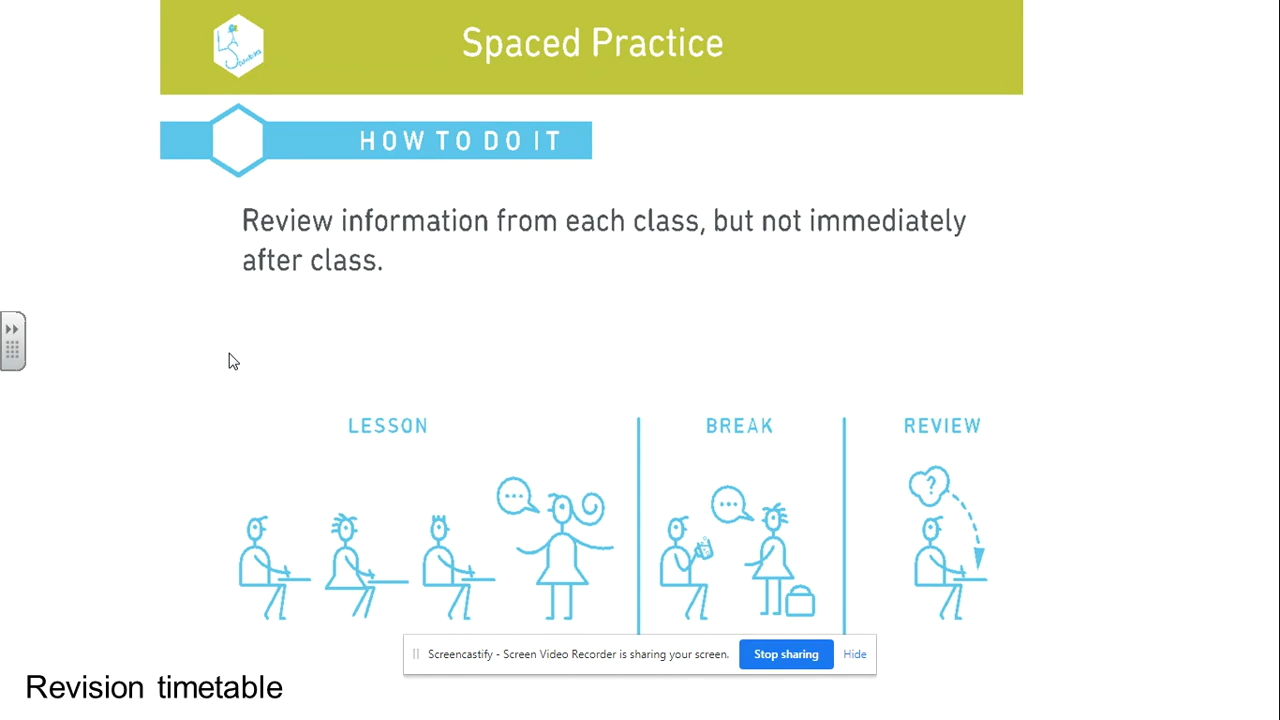 Spaced Practice
HOW TO DO IT
Review information from each class, but not immediately
after class.
LESSON
BREAK
REVIEW
?
Screencastify - Screen Video Recorder is sharing your screen.
Stop sharing
Hide
Revision timetable